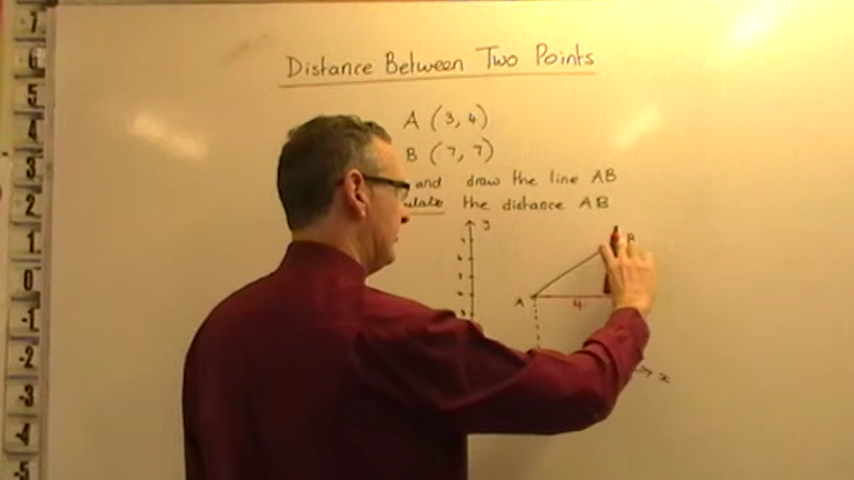 Distance Between Two Points
A (3, 4)
B (7, 7)
and draw the line AB
the distance AB
y
B
A
4
x
7
6
5
4
3
2
1
0
-1
-2
-3
-4
-5